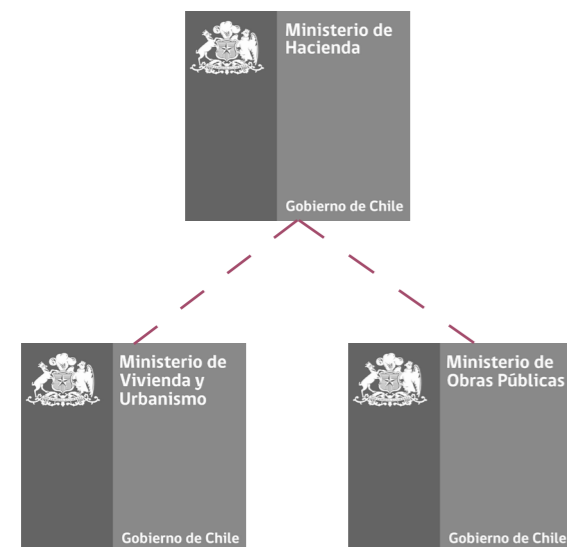 Ministerio de
Hacienda
Gobierno de Chile
Ministerio de
Vivienda y
Urbanismo
Gobierno de Chile
Ministerio de
Obras Públicas
Gobierno de Chile